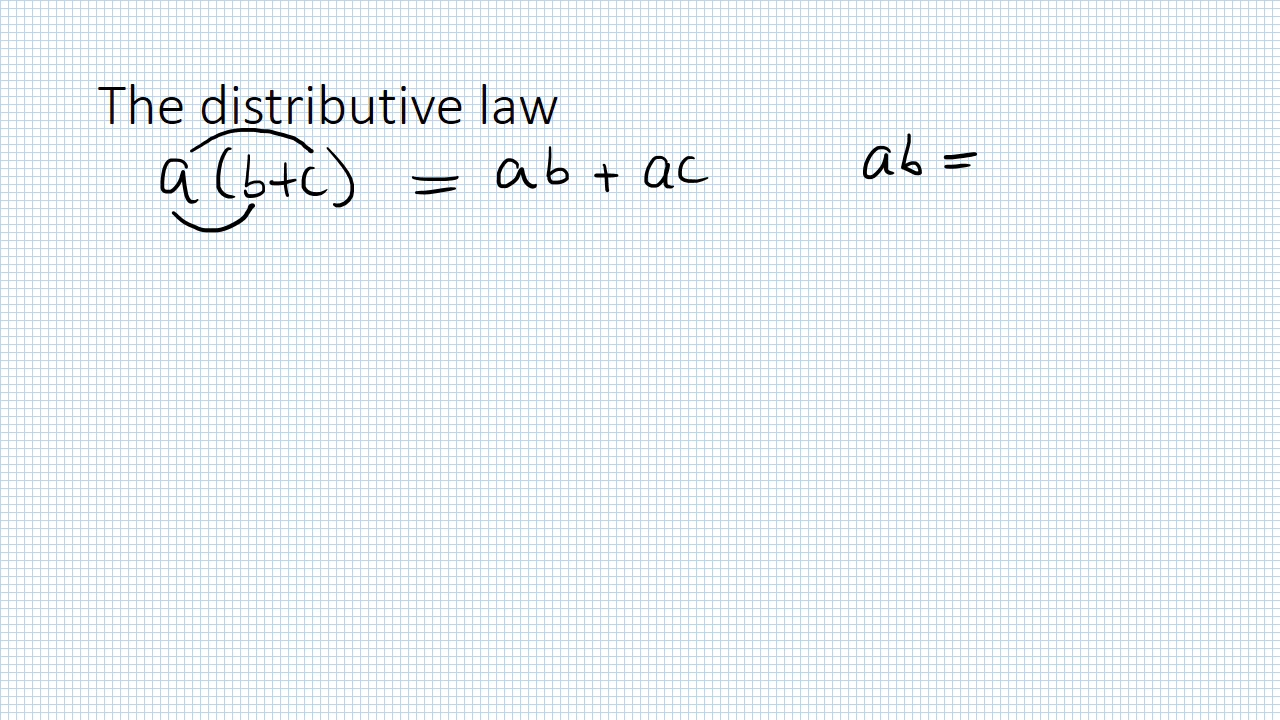 The distributive law
a(b+c) = ab + ac
ab =